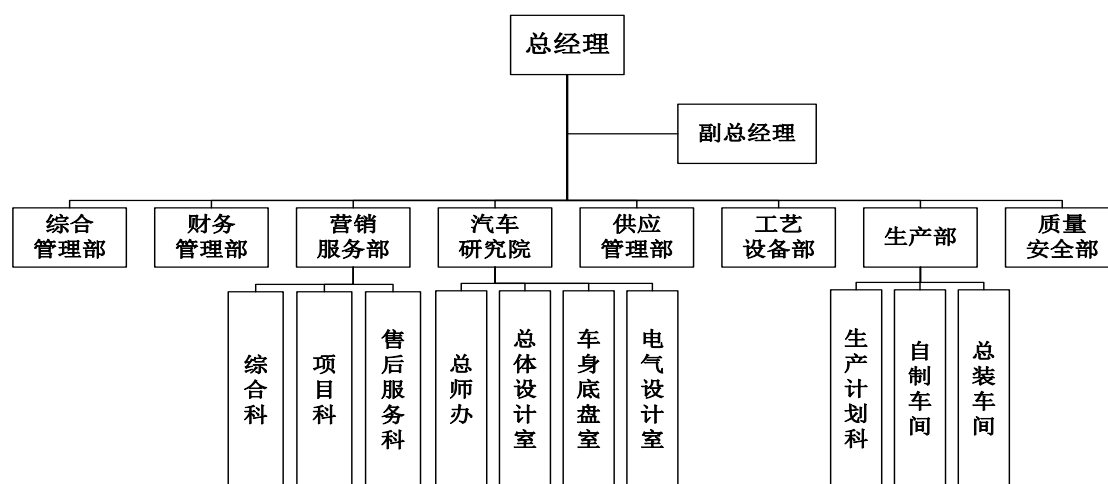 总经理
副总经理
综合
管理部
财务
管理部
营销
服务部
汽车
研究院
供应
管理部
工艺
设备部
生产部
质量
安全部
综合科
项目科
售后服务科
总师办
总体设计室
车身底盘室
电气设计室
生产计划科
自制车间
总装车间